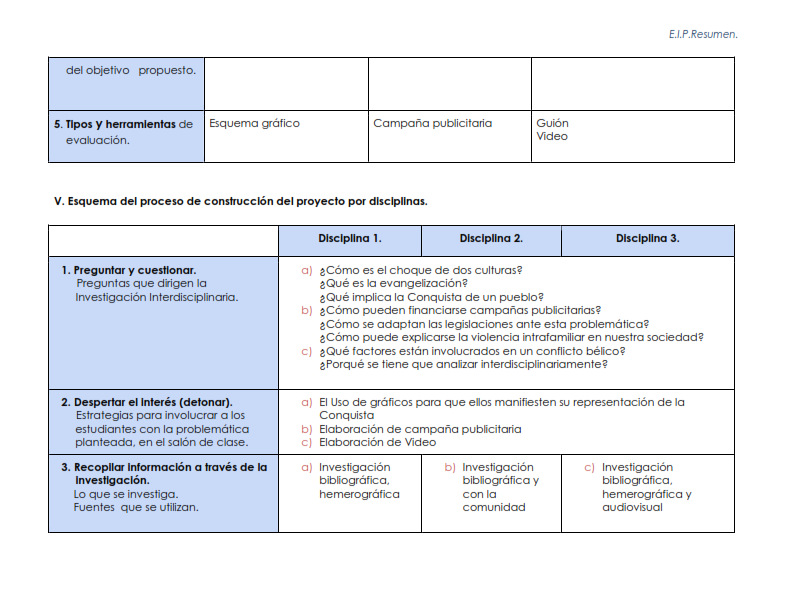 E.I.P.Resumen.
del objetivo propuesto.
5. Tipos y herramientas de
evaluación.
Esquema gráfico
Campaña publicitaria
Guión
Video
V. Esquema del proceso de construcción del proyecto por disciplinas.
Disciplina 1.
Disciplina 2.
Disciplina 3.
1. Preguntar y cuestionar.
Preguntas que dirigen la
Investigación Interdisciplinaria.
a) ¿Cómo es el choque de dos culturas?
¿Qué es la evangelización?
¿Qué implica la Conquista de un pueblo?
b) ¿Cómo pueden financiarse campañas publicitarias?
¿Cómo se adaptan las legislaciones ante esta problemática?
¿Cómo puede explicarse la violencia intrafamiliar en nuestra sociedad?
c) ¿Qué factores están involucrados en un conflicto bélico?
¿Porqué se tiene que analizar interdisciplinariamente?
2. Despertar el interés (detonar).
Estrategias para involucrar a los
estudiantes con la problemática
planteada, en el salón de clase.
a) El Uso de gráficos para que ellos manifiesten su representación de la
Conquista
b) Elaboración de campaña publicitaria
c) Elaboración de Video
3. Recopilar información a través de la
investigación.
Lo que se investiga.
Fuentes que se utilizan.
a) Investigación
bibliográfica,
hemerográfica
b) Investigación
bibliográfica y
con la
comunidad
c) Investigación
bibliográfica,
hemerográfica y
audiovisual